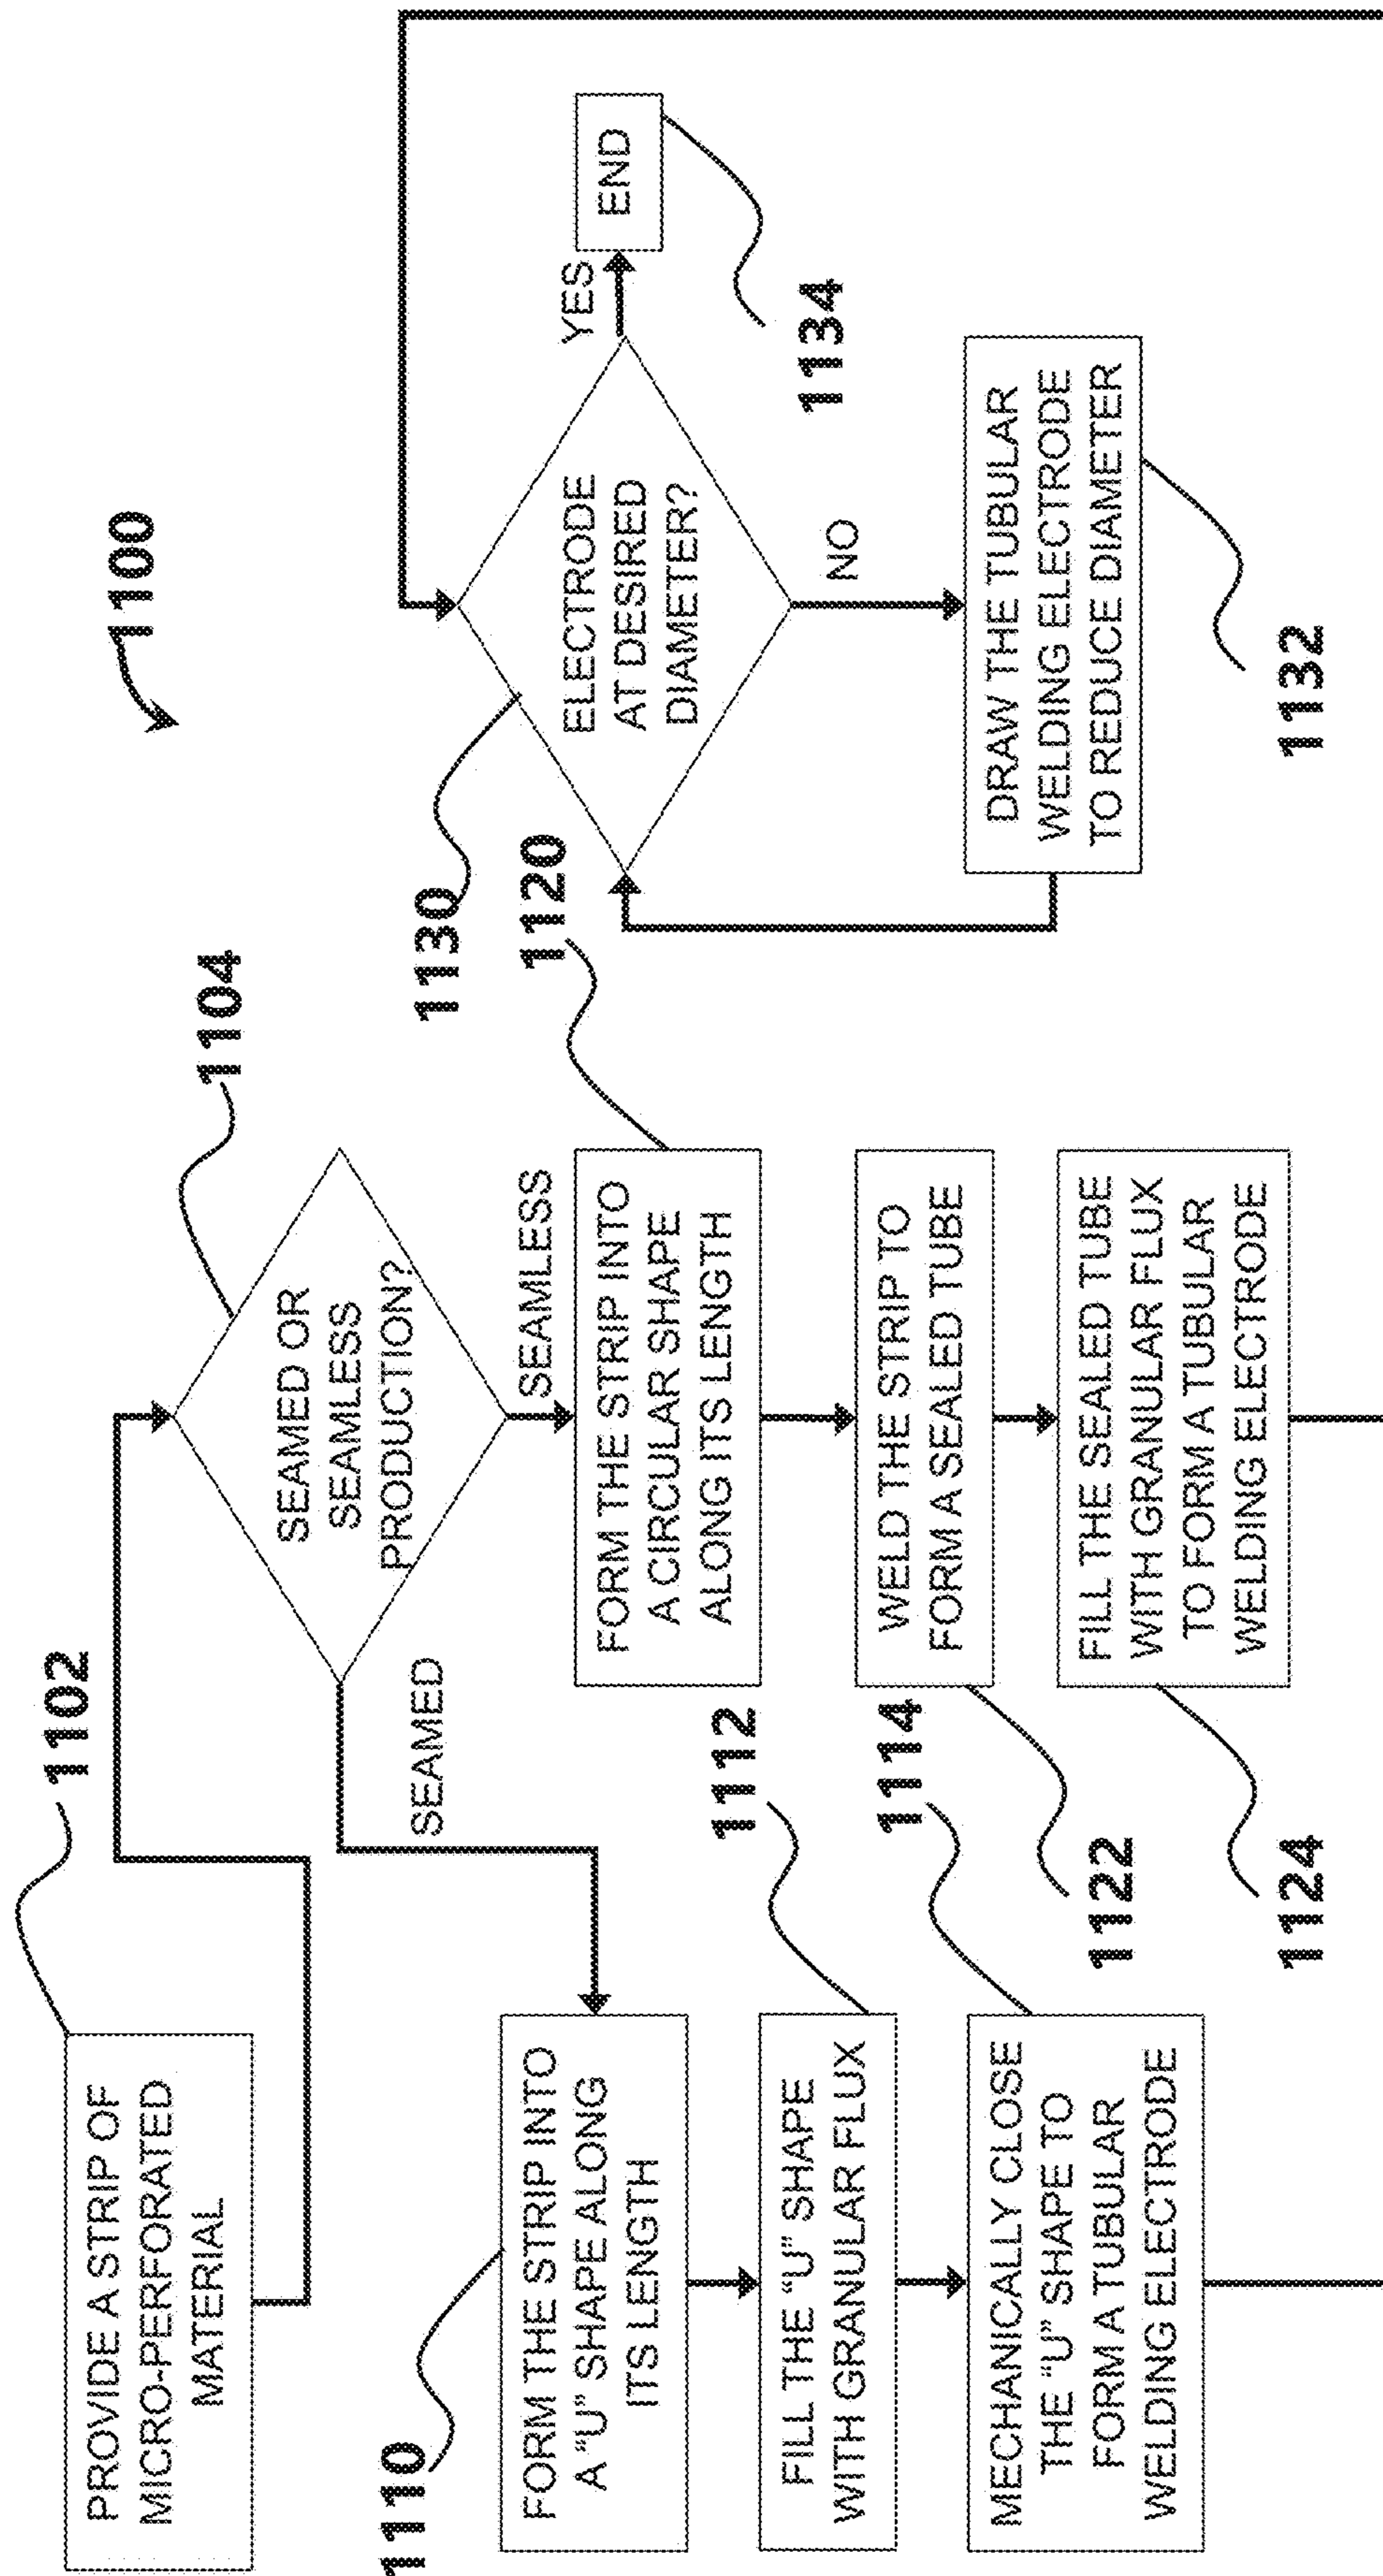 1100
1102
PROVIDE A STRIP OF
MICRO-PERFORATED
MATERIAL
1104
SEAMED OR
SEAMLESS
PRODUCTION?
SEAMED
SEAMLESS
1110
FORM THE STRIP INTO
A "U" SHAPE ALONG
ITS LENGTH
1112
FILL THE "U" SHAPE
WITH GRANULAR FLUX
1114
MECHANICALLY CLOSE
THE "U" SHAPE TO
FORM A TUBULAR
WELDING ELECTRODE
1120
FORM THE STRIP INTO
A CIRCULAR SHAPE
ALONG ITS LENGTH
1122
WELD THE STRIP TO
FORM A SEALED TUBE
1124
FILL THE SEALED TUBE
WITH GRANULAR FLUX
TO FORM A TUBULAR
WELDING ELECTRODE
1130
ELECTRODE
AT DESIRED
DIAMETER?
YES
END
1134
NO
DRAW THE TUBULAR
WELDING ELECTRODE
TO REDUCE DIAMETER
1132